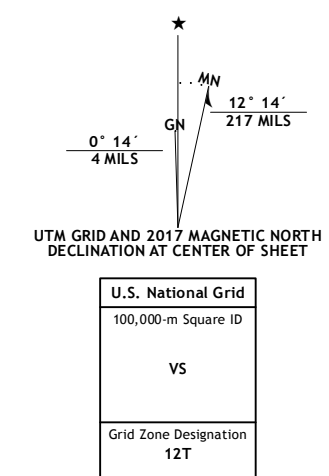 MN
GN
12° 14´
217 MILS
0° 14´
4 MILS
UTM GRID AND 2017 MAGNETIC NORTH
DECLINATION AT CENTER OF SHEET
U.S. National Grid
100,000-m Square ID
VS
Grid Zone Designation
12T